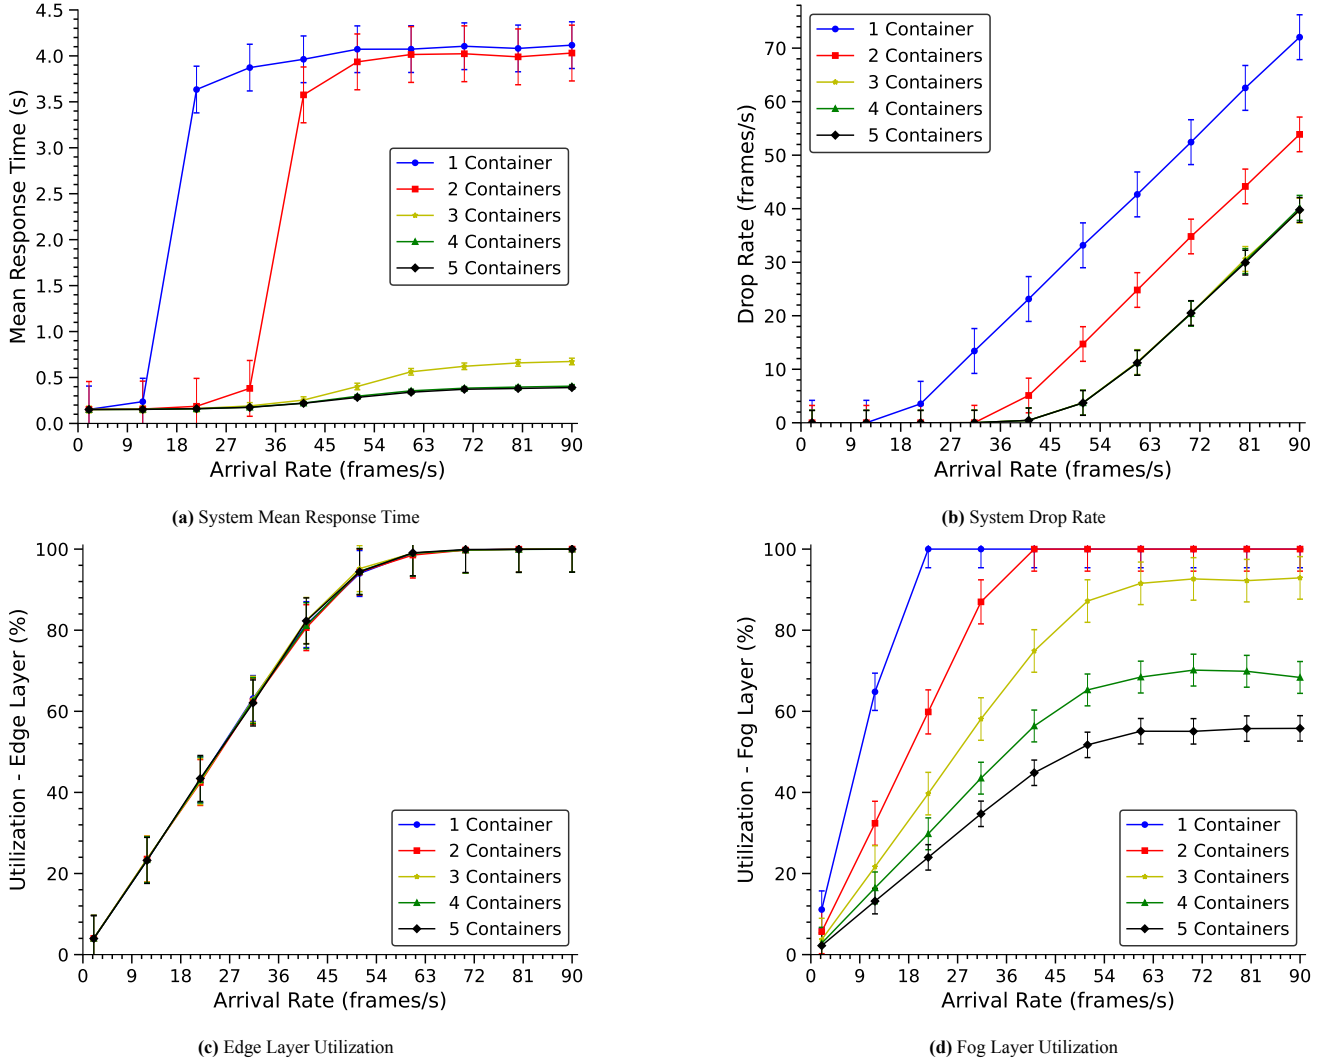 4.5
4.0
3.5
3.0
2.5
2.0
1.5
1.0
0.5
0.0
Mean Response Time (s)
1 Container
2 Containers
3 Containers
4 Containers
5 Containers
0 9 18 27 36 45 54 63 72 81 90
Arrival Rate (frames/s)
(a) System Mean Response Time
70
60
50
40
30
20
10
0
Drop Rate (frames/s)
1 Container
2 Containers
3 Containers
4 Containers
5 Containers
0 9 18 27 36 45 54 63 72 81 90
Arrival Rate (frames/s)
(b) System Drop Rate
100
80
60
40
20
0
Utilization - Edge Layer (%)
1 Container
2 Containers
3 Containers
4 Containers
5 Containers
0 9 18 27 36 45 54 63 72 81 90
Arrival Rate (frames/s)
(c) Edge Layer Utilization
100
80
60
40
20
0
Utilization - Fog Layer (%)
1 Container
2 Containers
3 Containers
4 Containers
5 Containers
0 9 18 27 36 45 54 63 72 81 90
Arrival Rate (frames/s)
(d) Fog Layer Utilization